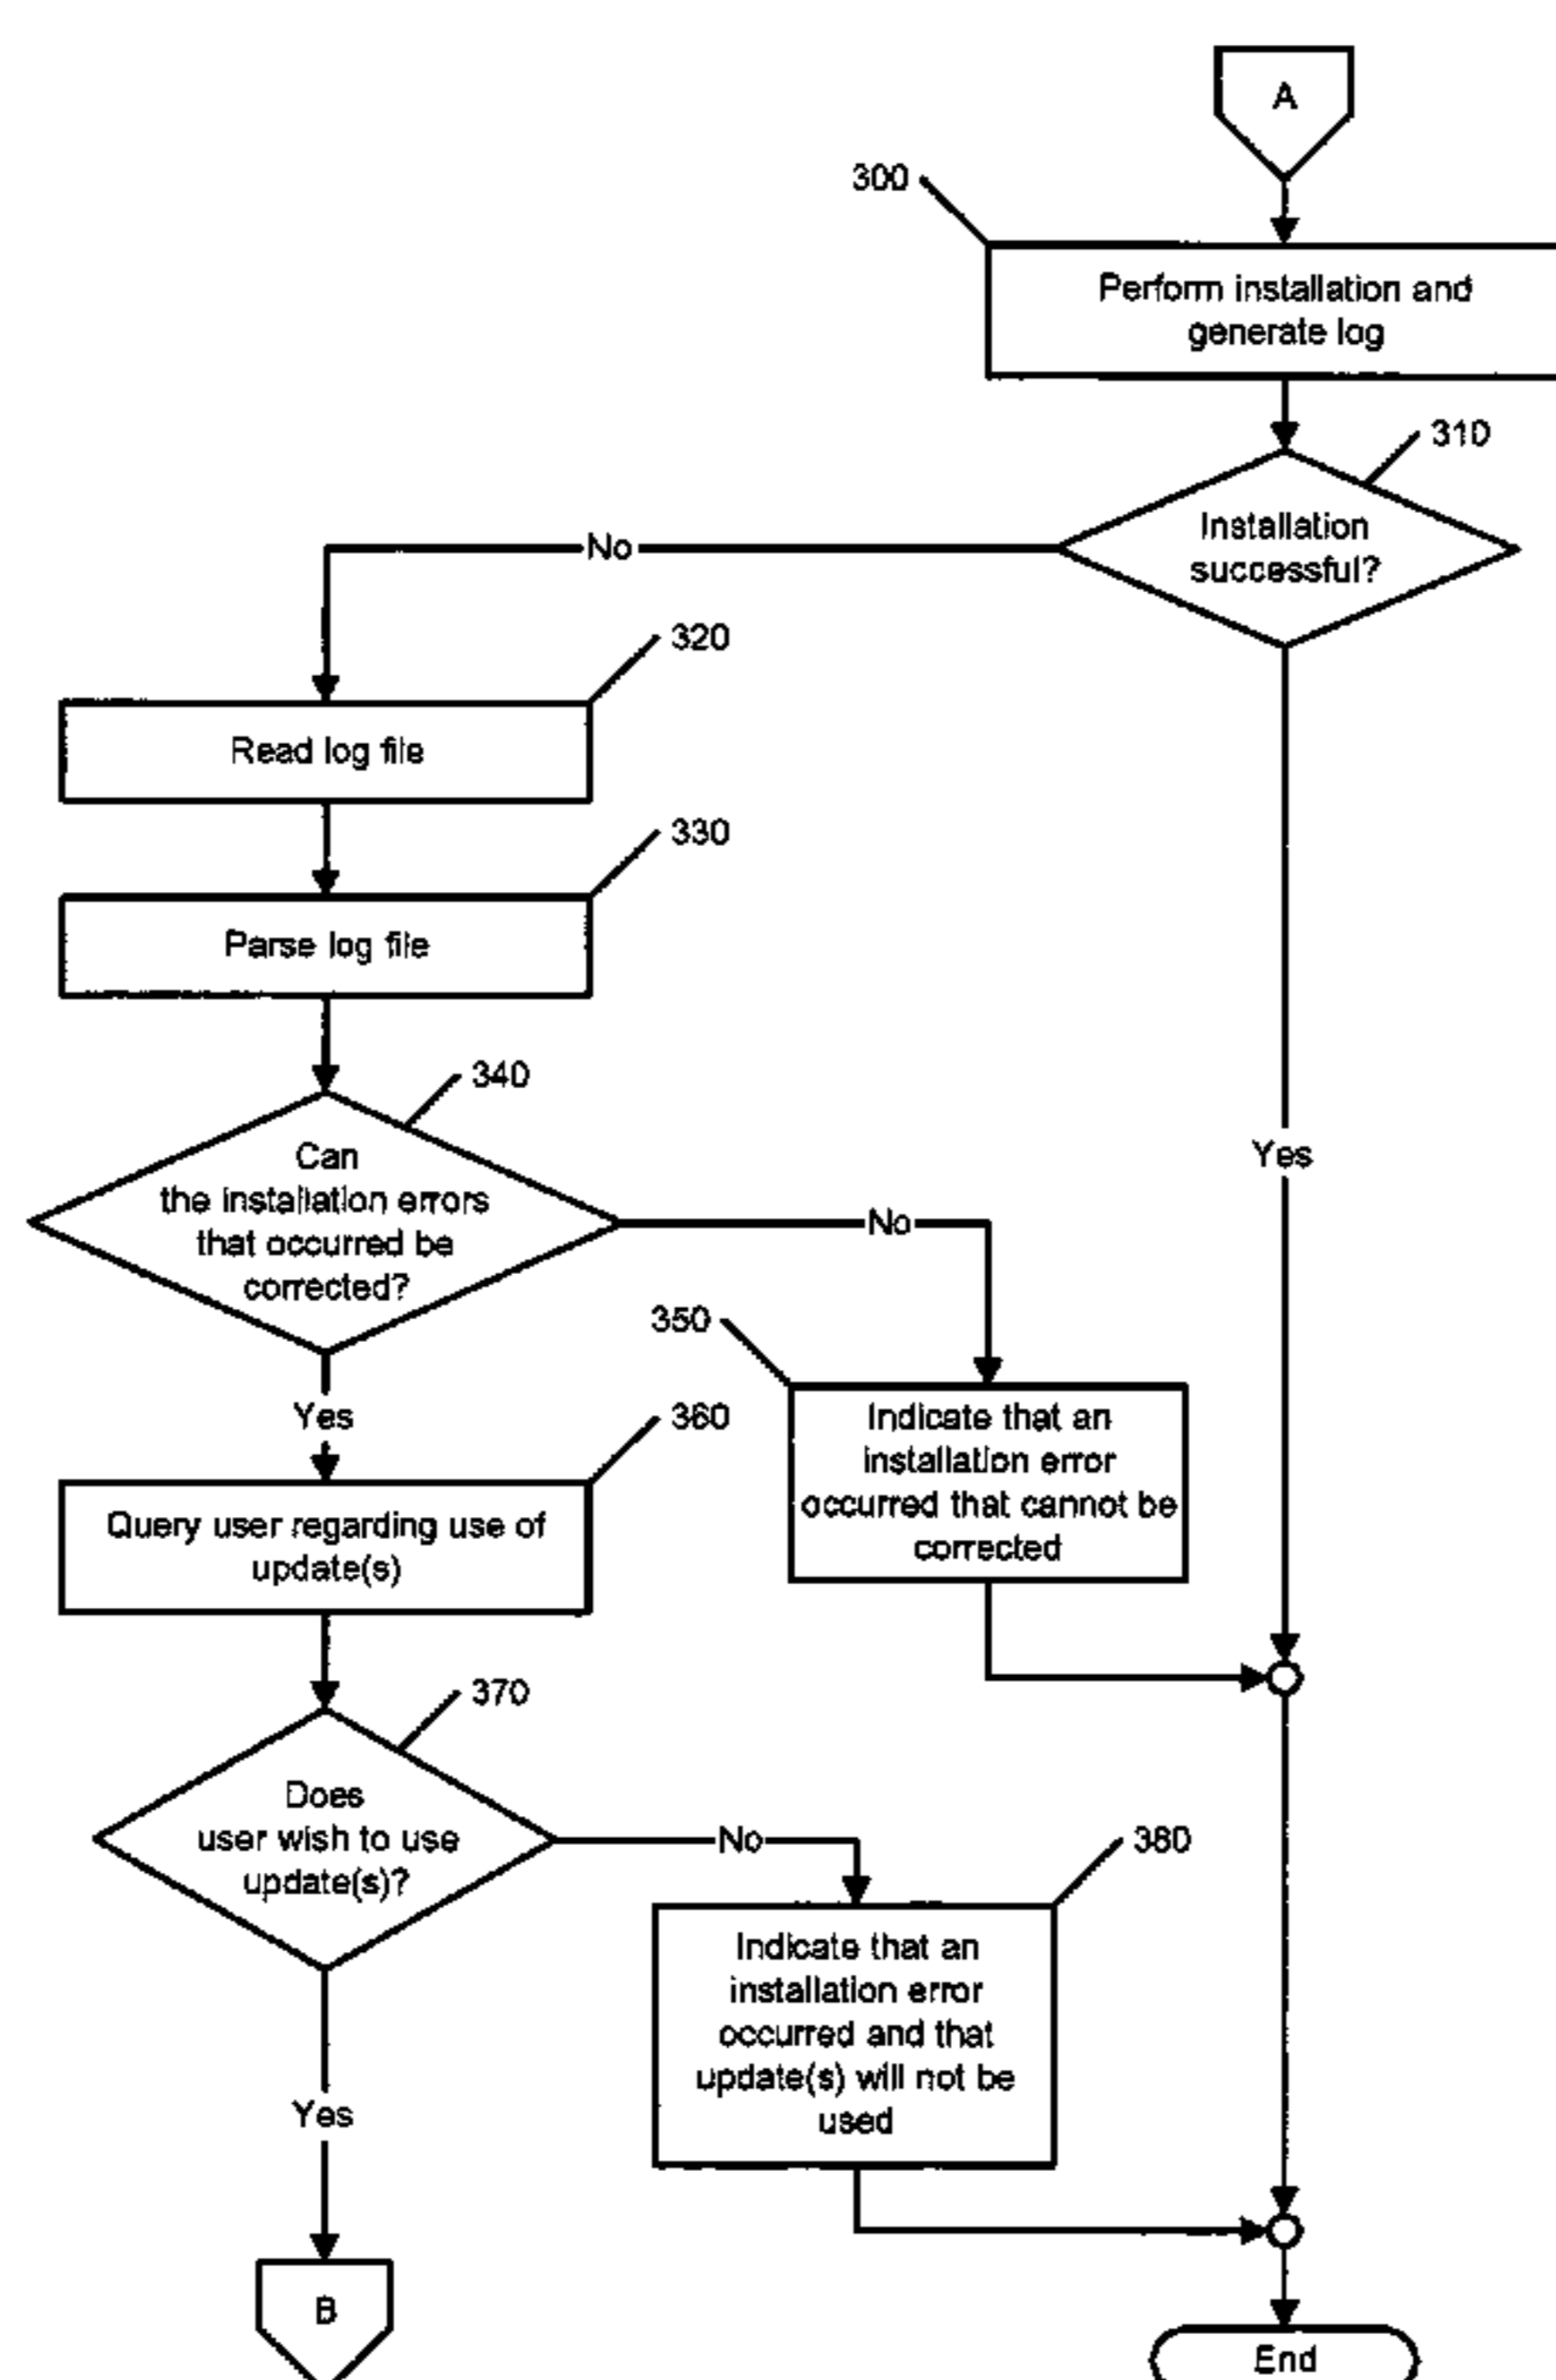 A
300
Perform installation and
generate log
310
Installation
successful?
No
320
Read log file
330
Parse log file
340
Can
the installation errors
that occurred be
corrected?
No
Yes
Yes
350
Indicate that an
installation error
occurred that cannot be
corrected
360
Query user regarding use of
update(s)
370
Does
user wish to use
update(s)?
No
380
Indicate that an
installation error
occurred and that
update(s) will not be
used
Yes
B
End